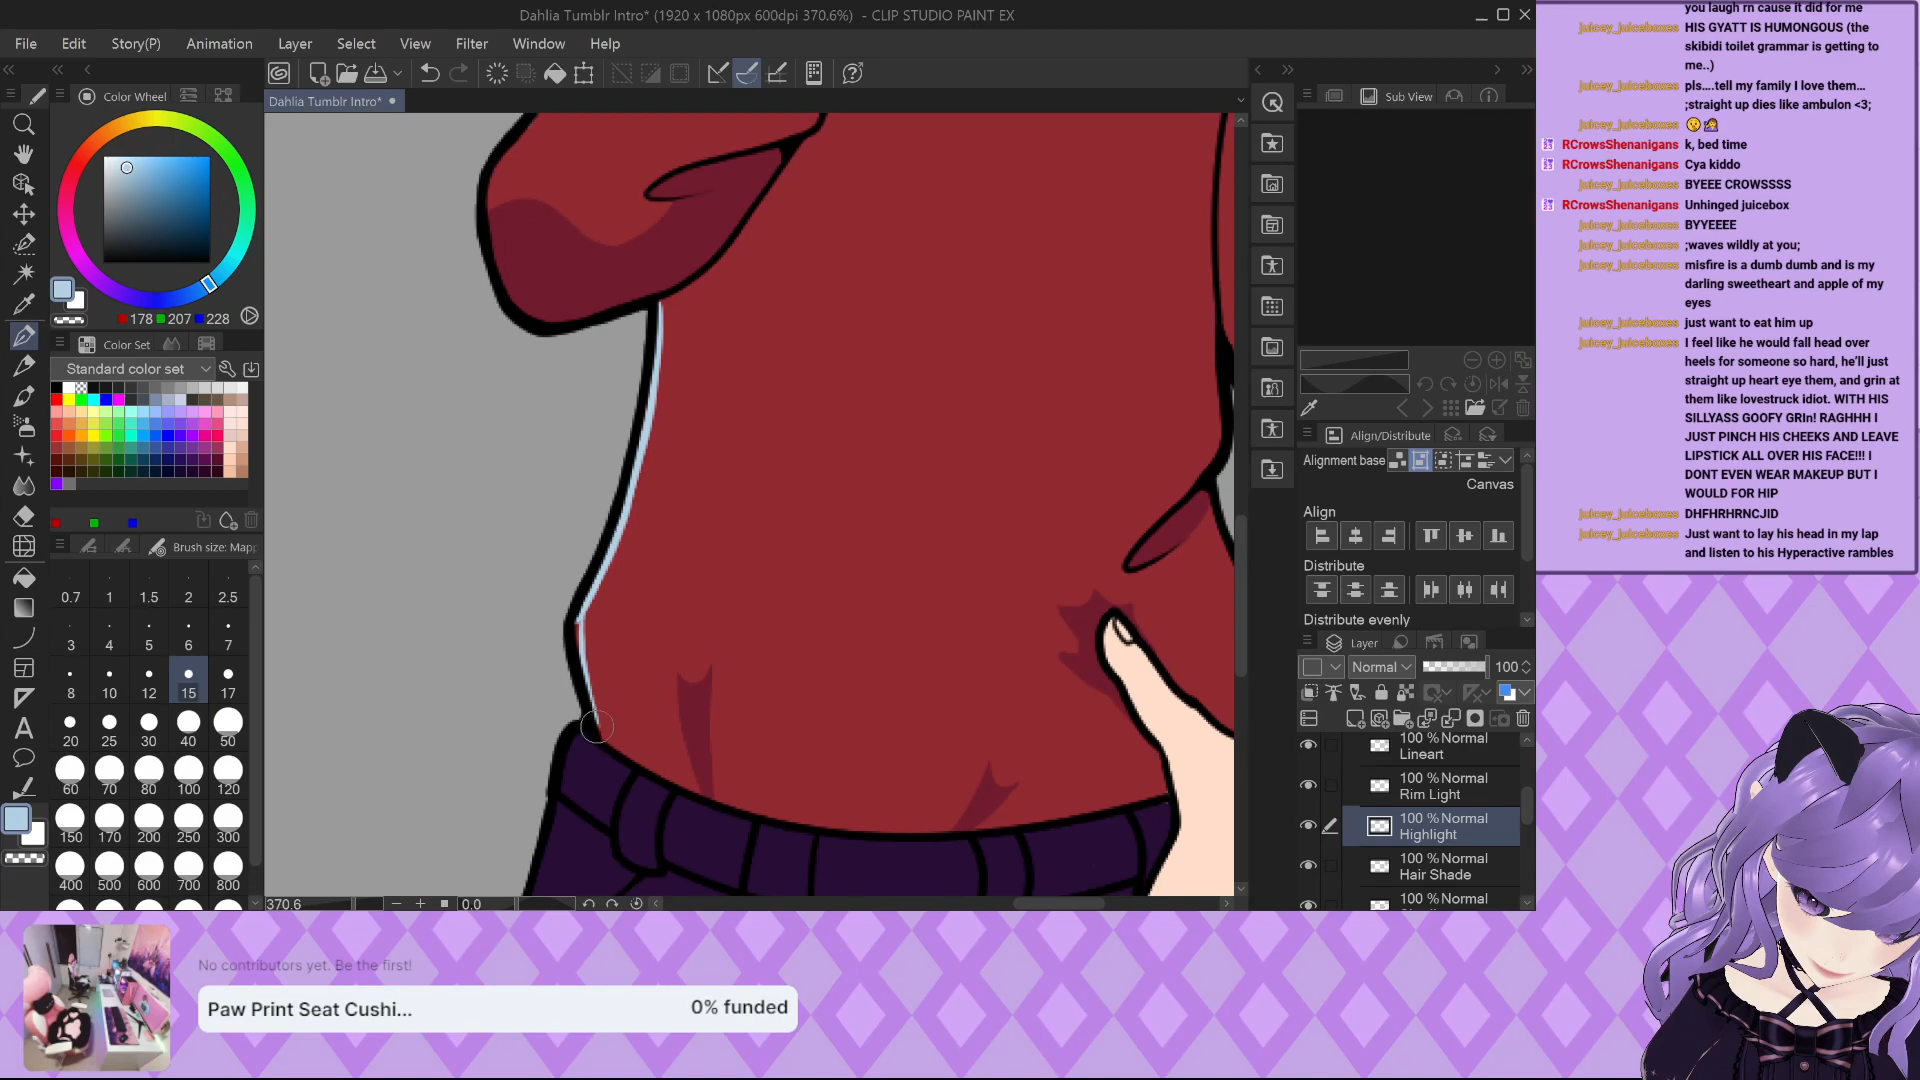 Dahlia Tumblr Intro* (1920 x 1080px 600dpi 370.6%) - CLIP STUDIO PAINT EX
File Edit Story(P) Animation Layer Select View Filter Window Help
Dahlia Tumblr Intro*
Color Wheel
178 207 228
Color Set
Standard color set
Brush size: Mapp
0.7 1 1.5 2 2.5
3 4 5 6 7
8 10 12 15 17
20 25 30 40 50
60 70 80 100 120
150 170 200 250 300
400 500 600 700 800
370.6
0.0
Sub View
Align/Distribute
Alignment base
Canvas
Align
Distribute
Distribute evenly
Layer
Normal 100
100 % Normal
Lineart
100 % Normal
Rim Light
100 % Normal
Highlight
100 % Normal
Hair Shade
100 % Normal
you laugh rn cause it did for me
juicey_juiceboxes HIS GYATT IS HUMONGOUS (the
skibidi toilet grammar is getting to
me..)
juicey_juiceboxes pls....tell my family I love them...
;straight up dies like ambulon <3;
juicey_juiceboxes
RCrowsShenanigans k, bed time
RCrowsShenanigans Cya kiddo
juicey_juiceboxes BYEEE CROWSSSS
RCrowsShenanigans Unhinged juicebox
juicey_juiceboxes BYYEEEE
juicey_juiceboxes ;waves wildly at you;
juicey_juiceboxes misfire is a dumb dumb and is my
darling sweetheart and apple of my
eyes
juicey_juiceboxes just want to eat him up
juicey_juiceboxes I feel like he would fall head over
heels for someone so hard, he'll just
straight up heart eye them, and grin at
them like lovestruck idiot. WITH HIS
SILLYASS GOOFY GRIn! RAGHHH I
JUST PINCH HIS CHEEKS AND LEAVE
LIPSTICK ALL OVER HIS FACE!!! I
DONT EVEN WEAR MAKEUP BUT I
WOULD FOR HIP
juicey_juiceboxes DHFHRHRNCJID
juicey_juiceboxes Just want to lay his head in my lap
and listen to his Hyperactive rambles
No contributors yet. Be the first!
Paw Print Seat Cushi... 0% funded